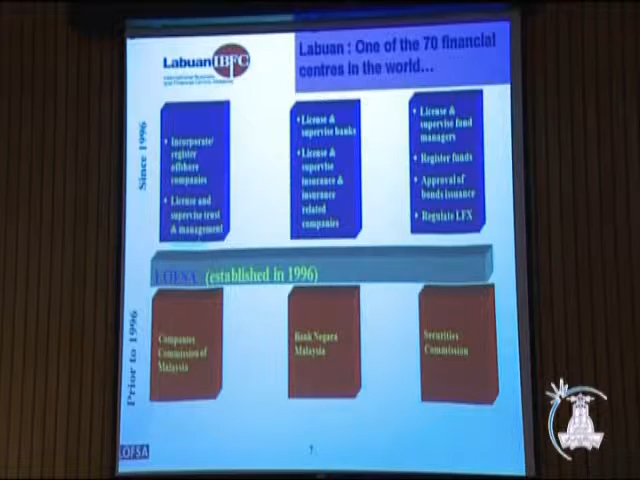 Labuan IBFC
International Business
and Financial Centre, Malaysia
Labuan : One of the 70 financial
centres in the world...
Since 1996
• Incorporate/
register
offshore
companies
• License and
supervise trust
& management
• License &
supervise banks
• License &
supervise
insurance &
insurance
related
companies
• License &
supervise fund
managers
• Register funds
• Approval of
bonds issuance
• Regulate LFX
LOFSA (established in 1996)
Prior to 1996
Companies
Commission of
Malaysia
Bank Negara
Malaysia
Securities
Commission
LOFSA